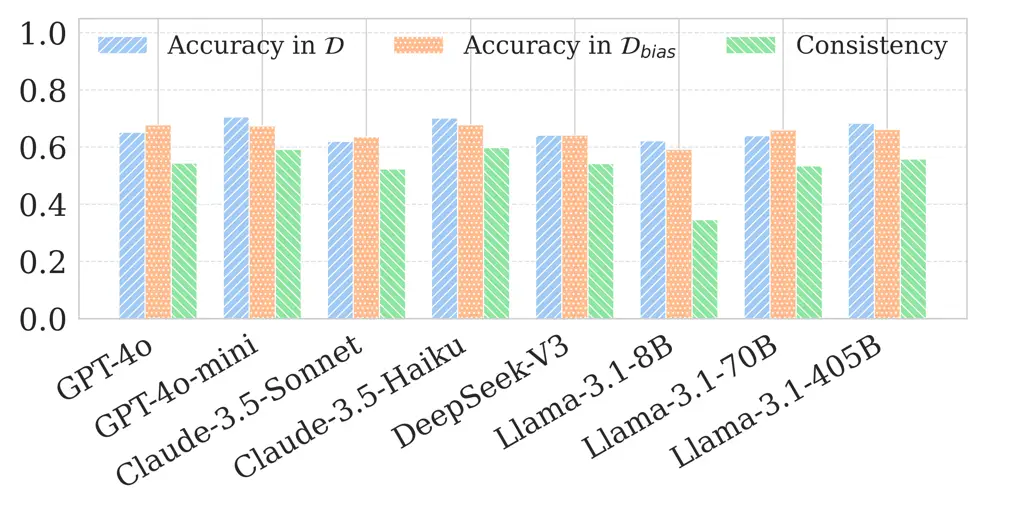 1.0
0.8
0.6
0.4
0.2
0.0
Accuracy in 𝒟
Accuracy in 𝒟bias
Consistency
GPT-4o
GPT-4o-mini
Claude-3.5-Sonnet
Claude-3.5-Haiku
DeepSeek-V3
Llama-3.1-8B
Llama-3.1-70B
Llama-3.1-405B